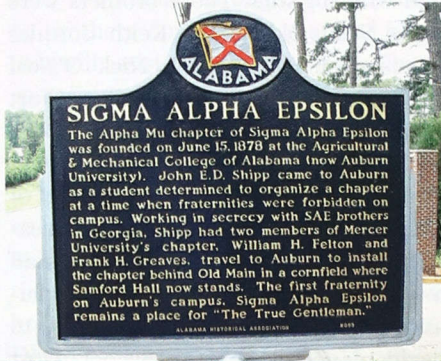 ALABAMA
SIGMA ALPHA EPSILON
The Alpha Mu chapter of Sigma Alpha Epsilon
was founded on June 15, 1878 at the Agricultural
& Mechanical College of Alabama (now Auburn
University). John E.D. Shipp came to Auburn
as a student determined to organize a chapter
at a time when fraternities were forbidden on
campus. Working in secrecy with SAE brothers
in Georgia, Shipp had two members of Mercer
University's chapter, William H. Felton and
Frank H. Greaves, travel to Auburn to install
the chapter behind Old Main in a cornfield where
Samford Hall now stands. The first fraternity
on Auburn's campus, Sigma Alpha Epsilon
remains a place for "The True Gentleman."
ALABAMA HISTORICAL ASSOCIATION